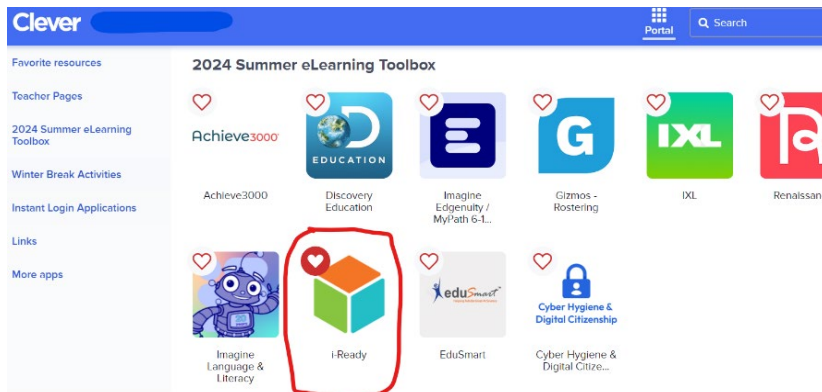 Clever
Portal
Search
Favorite resources
Teacher Pages
2024 Summer eLearning
Toolbox
Winter Break Activities
Instant Login Applications
Links
More apps
2024 Summer eLearning Toolbox
Achieve3000
EDUCATION
IXL
Achieve3000
Discovery
Education
Imagine
Edgenuity /
MyPath 6-1...
Gizmos -
Rostering
IXL
Renaissan
eduSmart
Cyber Hygiene &
Digital Citizenship
Imagine
Language &
Literacy
i-Ready
EduSmart
Cyber Hygiene &
Digital Citize...